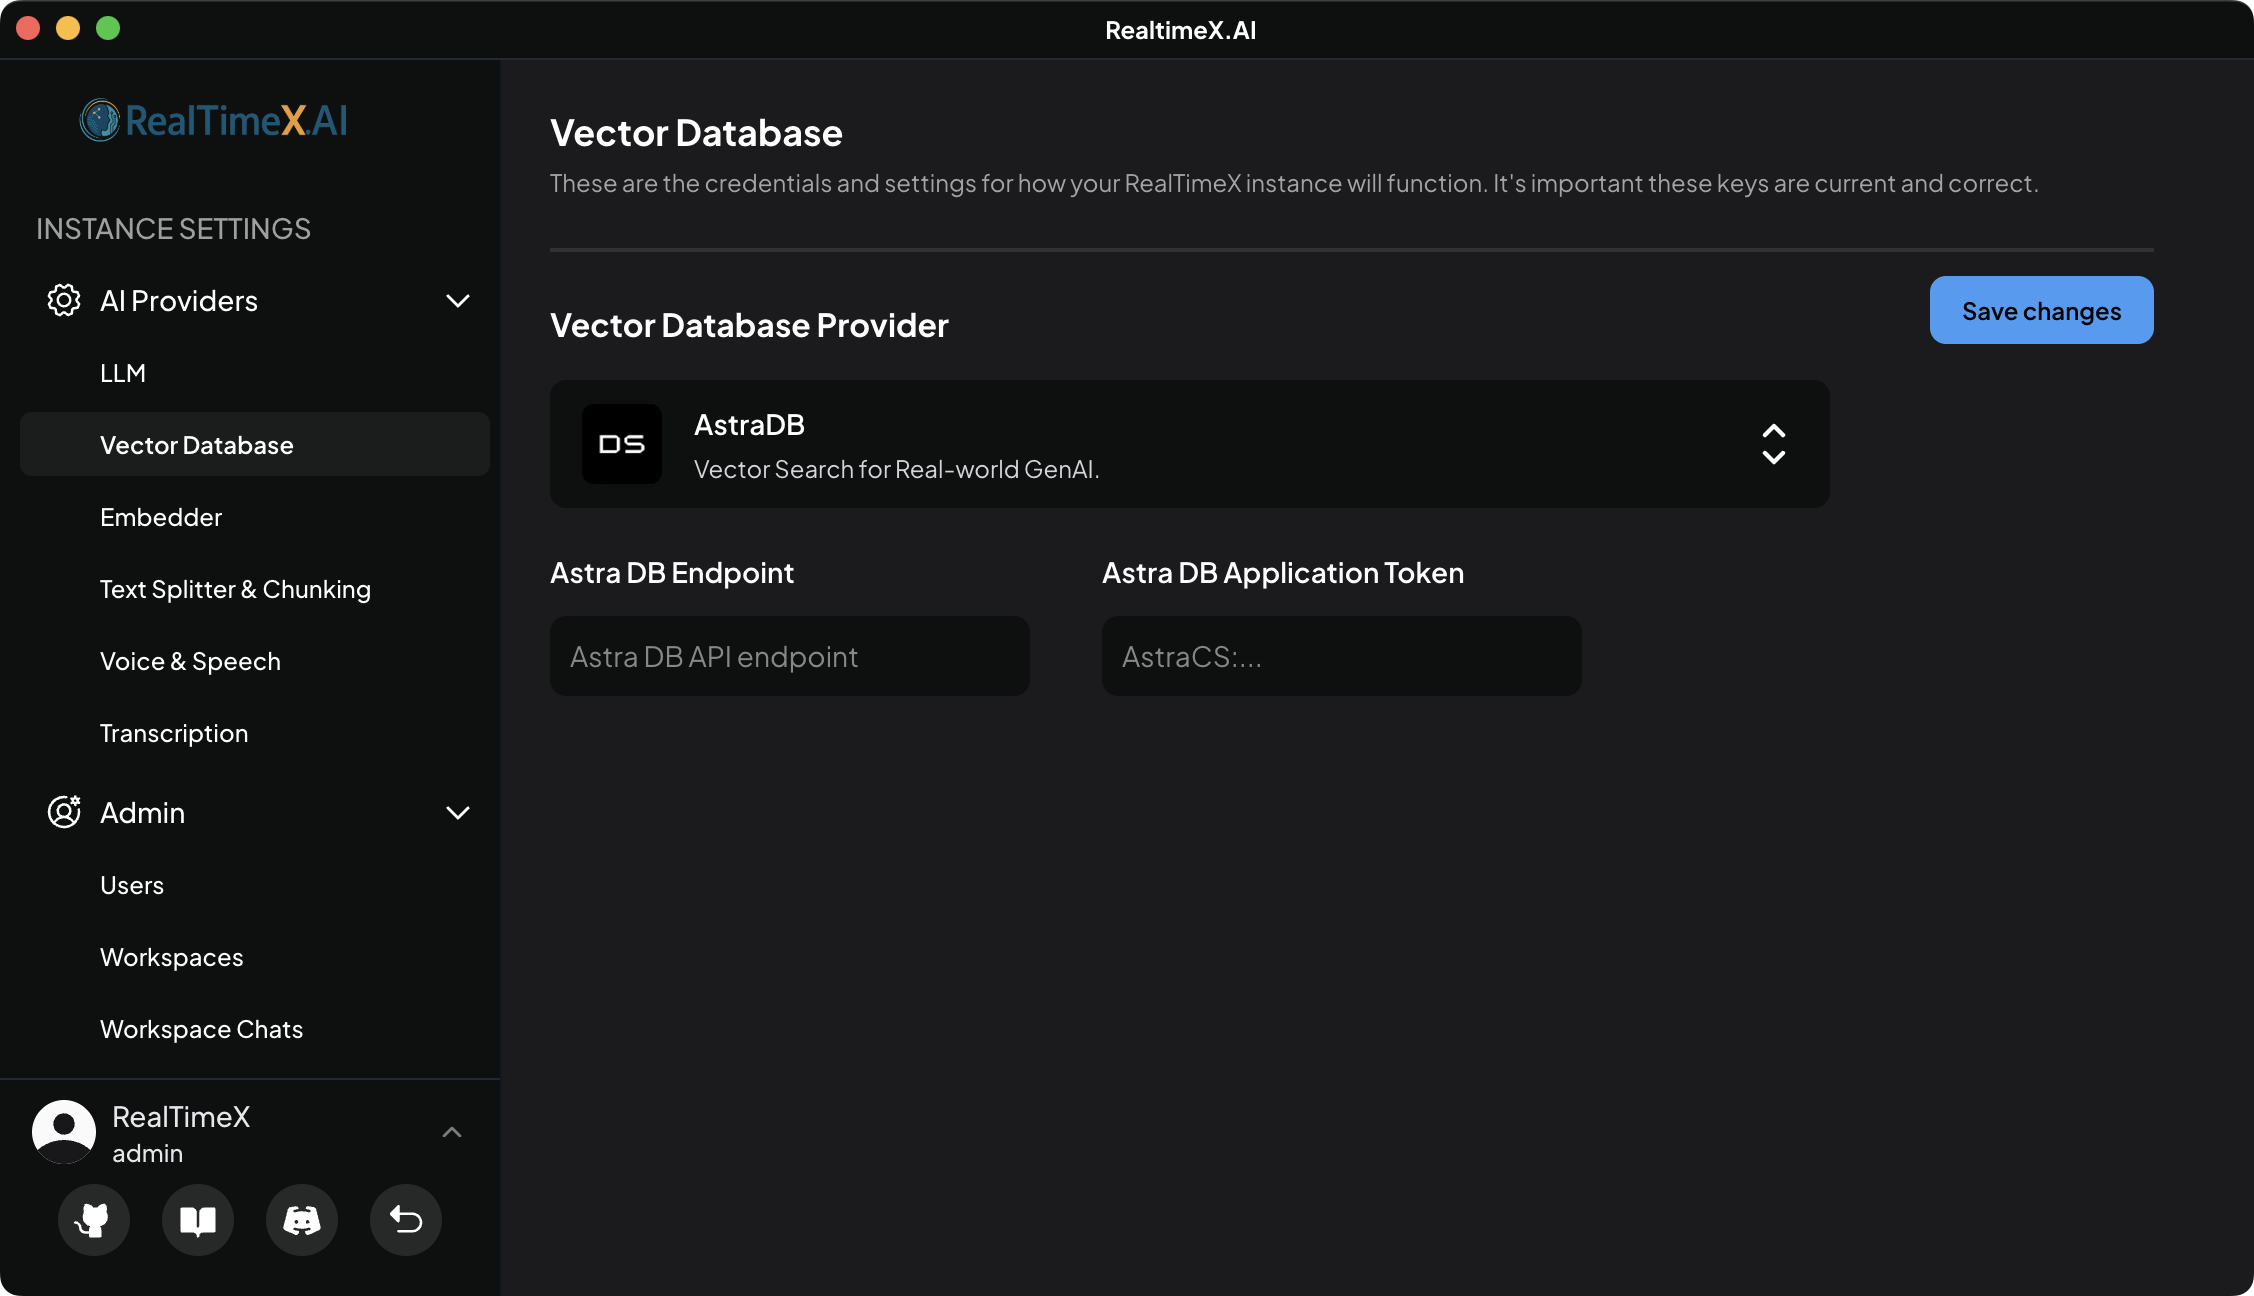 RealtimeX.AI
RealTimeX.AI
INSTANCE SETTINGS
AI Providers
LLM
Vector Database
Embedder
Text Splitter & Chunking
Voice & Speech
Transcription
Admin
Users
Workspaces
Workspace Chats
RealTimeX
admin
Vector Database
These are the credentials and settings for how your RealTimeX instance will function. It's important these keys are current and correct.
Save changes
Vector Database Provider
DS
AstraDB
Vector Search for Real-world GenAI.
Astra DB Endpoint
Astra DB API endpoint
Astra DB Application Token
AstraCS:...